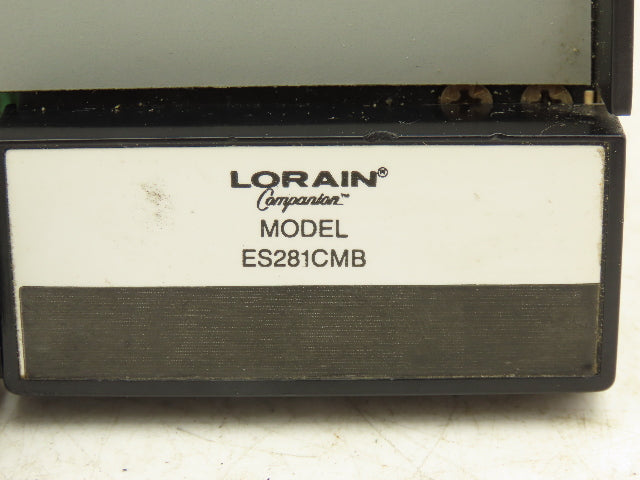 LORAIN®
Companion™
MODEL
ES281CMB